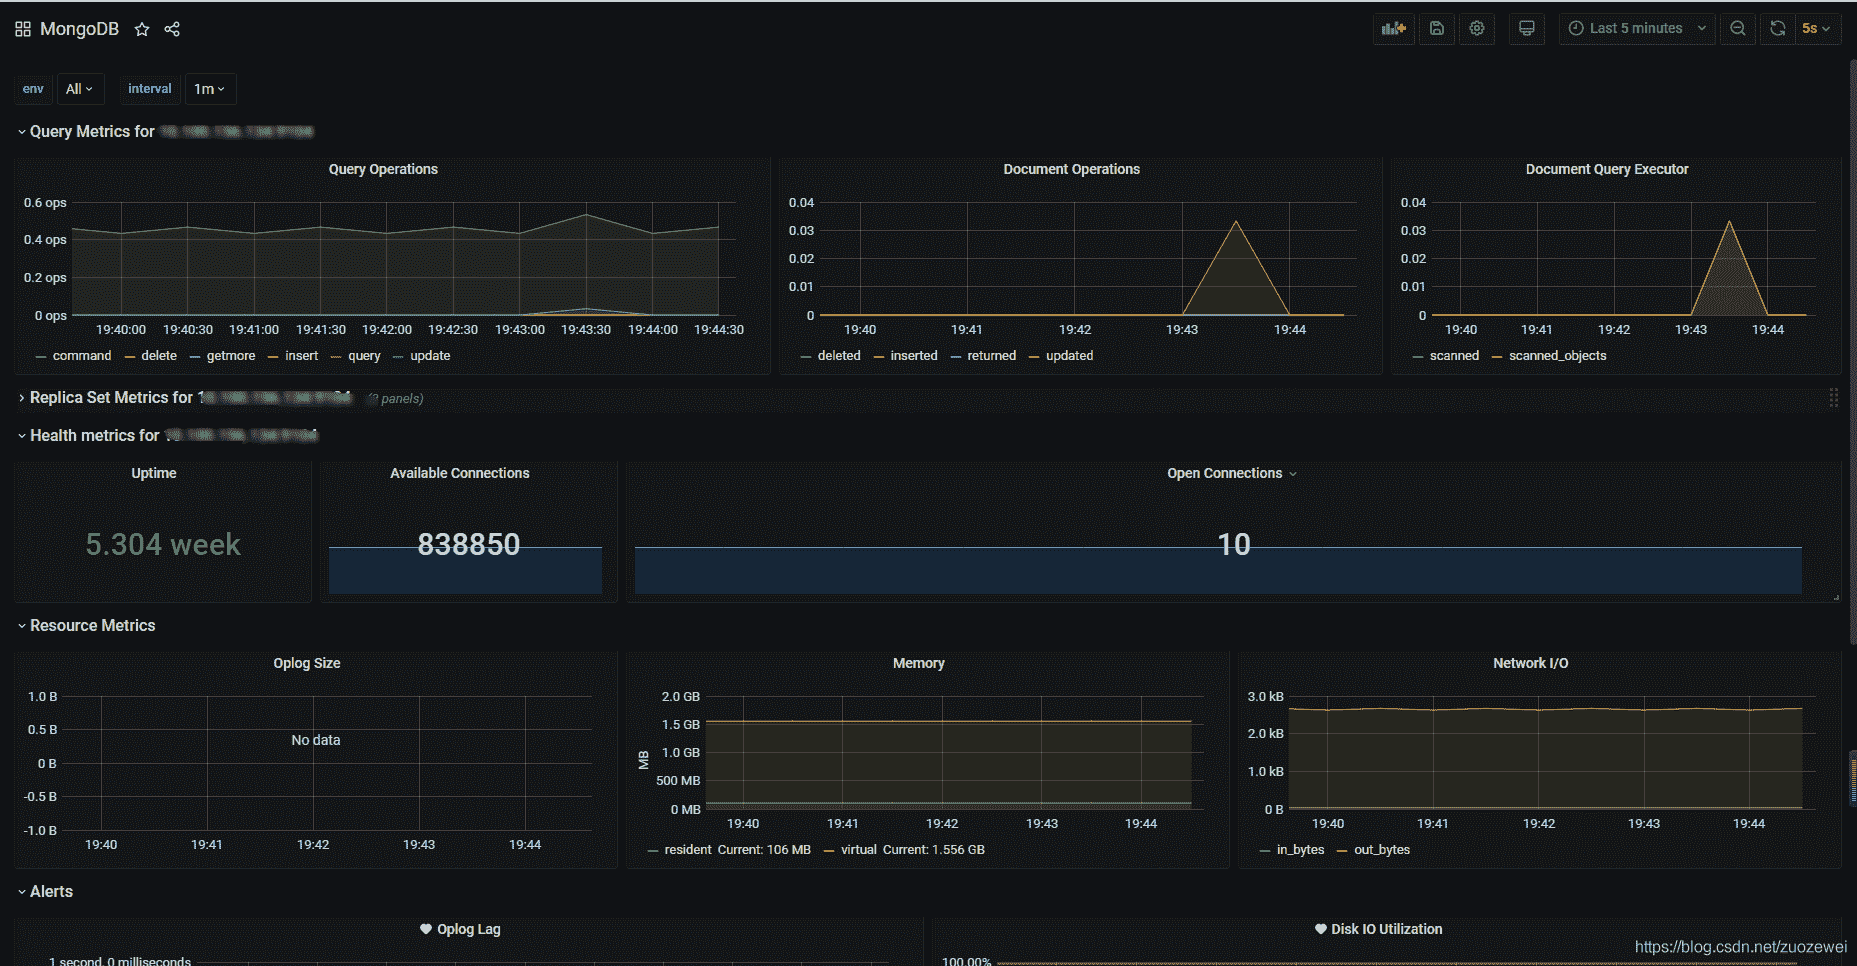 MongoDB
Last 5 minutes
5s
env All interval 1m
Query Metrics for
Query Operations
0.6 ops
0.4 ops
0.2 ops
0 ops
19:40:00 19:40:30 19:41:00 19:41:30 19:42:00 19:42:30 19:43:00 19:43:30 19:44:00 19:44:30
command delete getmore insert query update
Document Operations
0.04
0.03
0.02
0.01
0
19:40 19:41 19:42 19:43 19:44
deleted inserted returned updated
Document Query Executor
0.04
0.03
0.02
0.01
0
19:40 19:41 19:42 19:43 19:44
scanned scanned_objects
Replica Set Metrics for panels)
Health metrics for
Uptime
5.304 week
Available Connections
838850
Open Connections
10
Resource Metrics
Oplog Size
1.0 B
0.5 B
0 B
-0.5 B
-1.0 B
No data
19:40 19:41 19:42 19:43 19:44
Memory
MB
2.0 GB
1.5 GB
1.0 GB
500 MB
0 MB
19:40 19:41 19:42 19:43 19:44
resident Current: 106 MB virtual Current: 1.556 GB
Network I/O
3.0 kB
2.0 kB
1.0 kB
0 B
19:40 19:41 19:42 19:43 19:44
in_bytes out_bytes
Alerts
Oplog Lag
1 second, 0 milliseconds
Disk IO Utilization
100.00%
https://blog.csdn.net/zuozewei